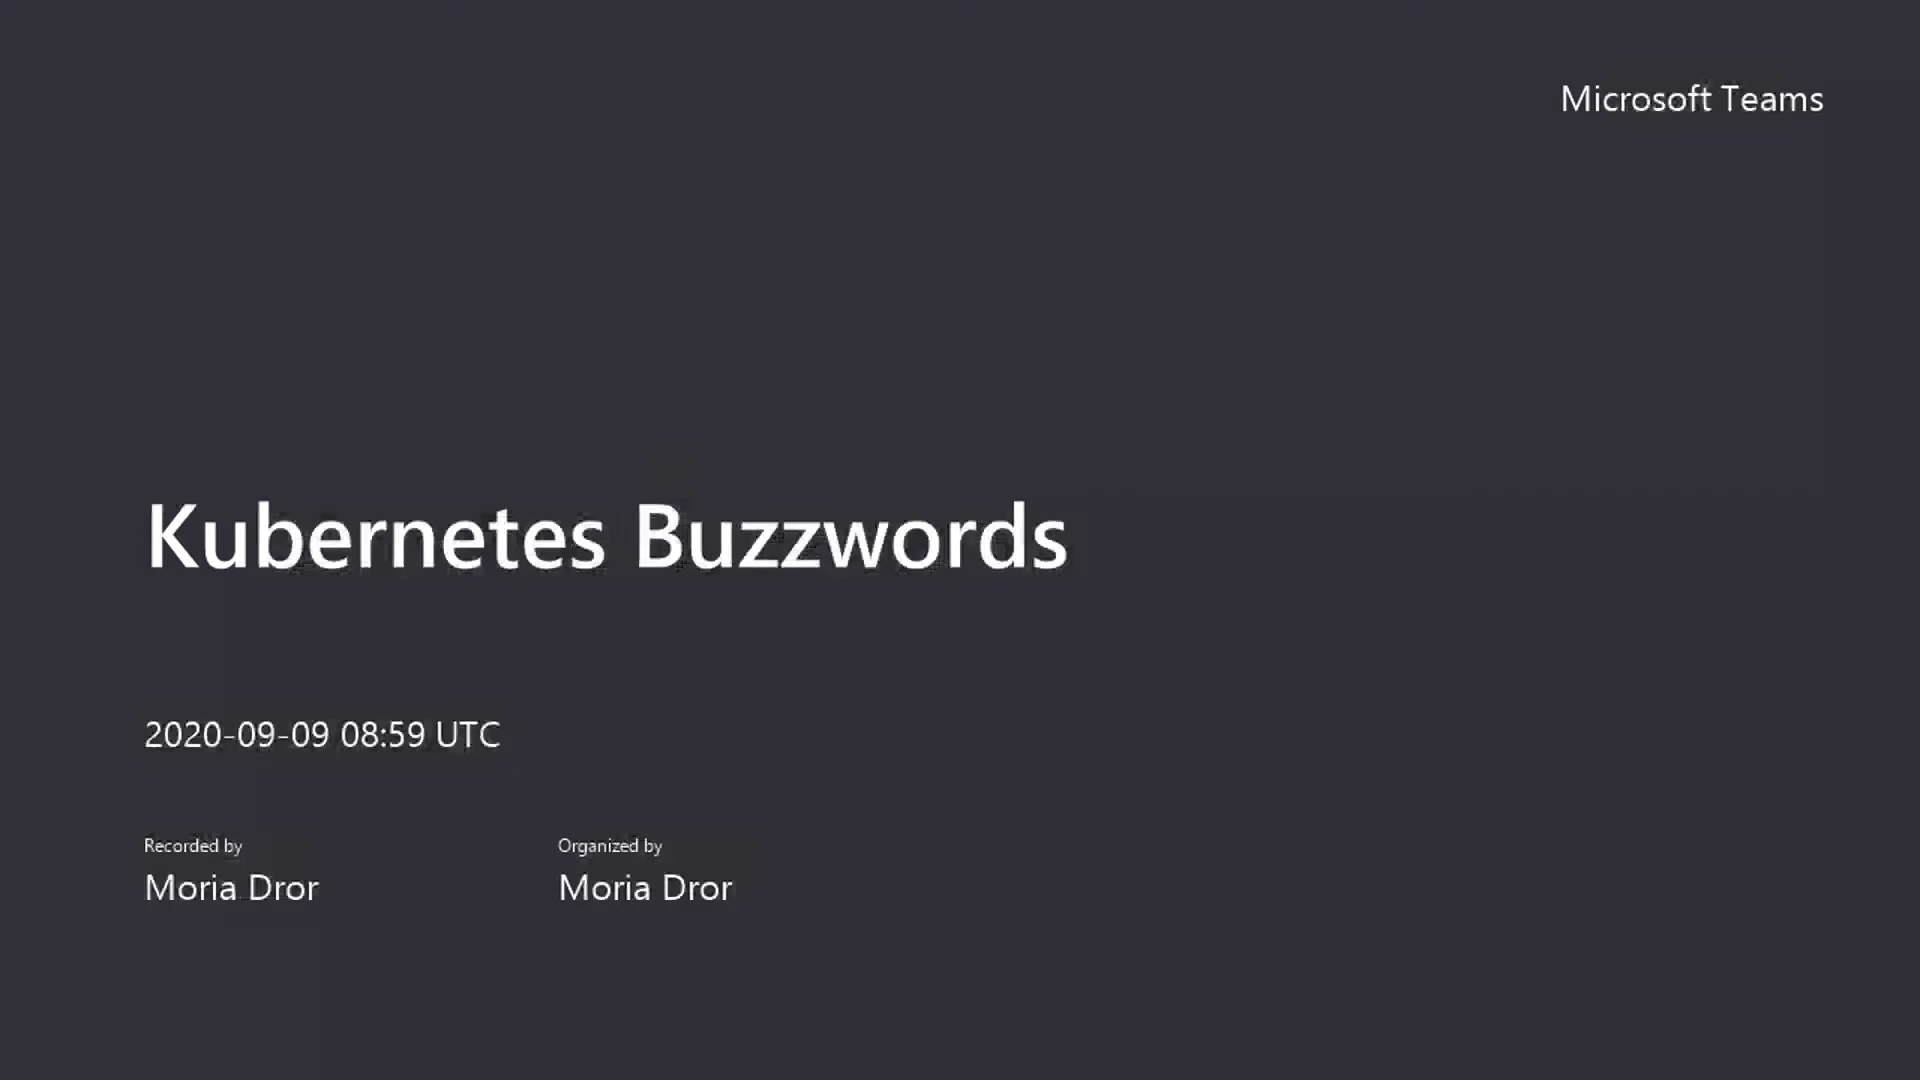 Microsoft Teams
Kubernetes Buzzwords
2020-09-09 08:59 UTC
Recorded by
Organized by
Moria Dror
Moria Dror